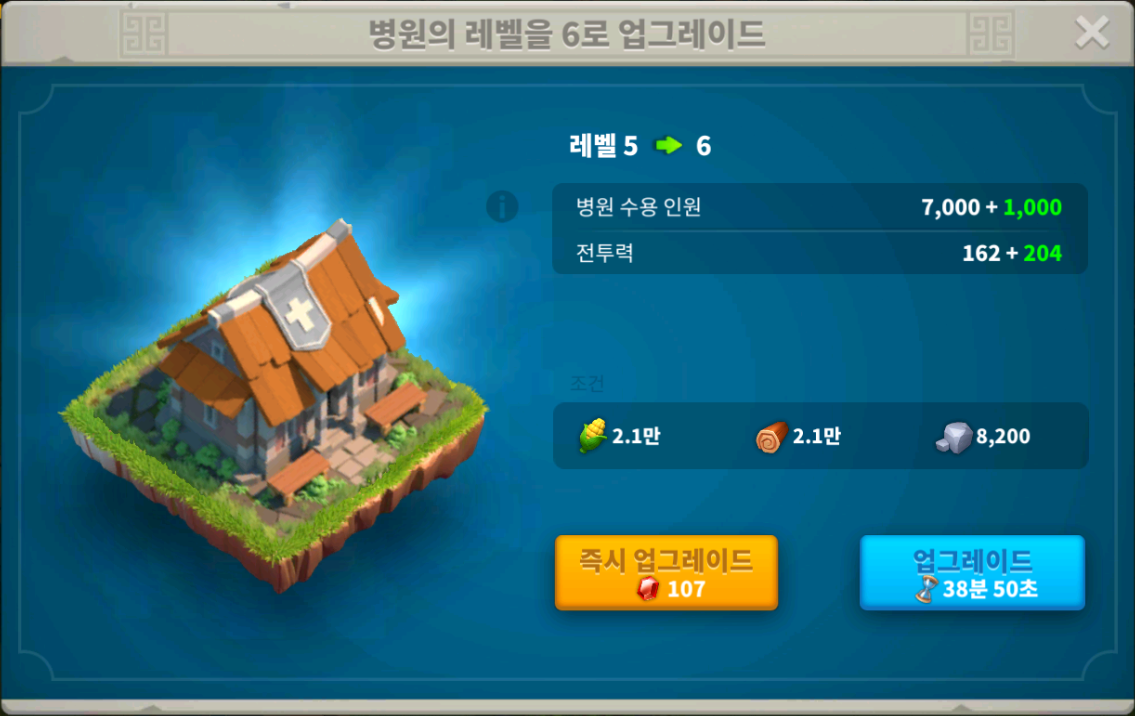 병원의 레벨을 6로 업그레이드
레벨 5 6
병원 수용 인원 7,000 + 1,000
전투력 162 + 204
조건
2.1만 2.1만 8,200
즉시 업그레이드 업그레이드
107 38분 50초